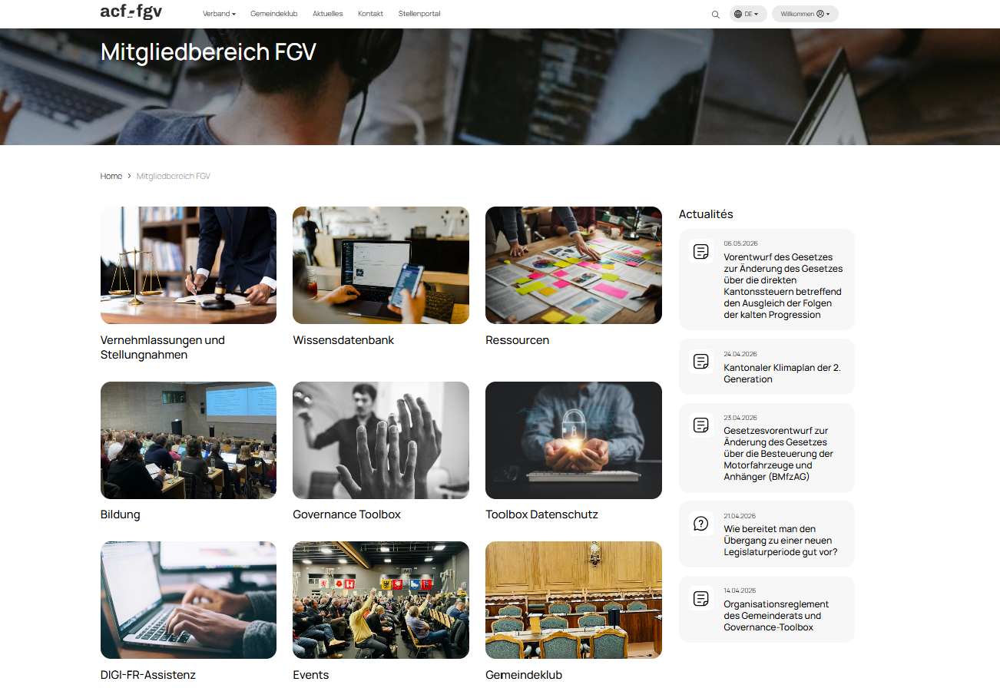 acf-fgv
Verband
Gemeindeklub
Aktuelles
Kontakt
Stellenportal
DE
Willkommen
Mitgliedbereich FGV
Home > Mitgliedbereich FGV
Vernehmlassungen und
Stellungnahmen
Wissensdatenbank
Ressourcen
Bildung
Governance Toolbox
Toolbox Datenschutz
DIGI-FR-Assistenz
Events
Gemeindeklub
Actualités
06.05.2026
Vorentwurf des Gesetzes
zur Änderung des Gesetzes
über die direkten
Kantonssteuern betreffend
den Ausgleich der Folgen
der kalten Progression
24.04.2026
Kantonaler Klimaplan der 2.
Generation
23.04.2026
Gesetzesvorentwurf zur
Änderung des Gesetzes
über die Besteuerung der
Motorfahrzeuge und
Anhänger (BMfzAG)
21.04.2026
Wie bereitet man den
Übergang zu einer neuen
Legislaturperiode gut vor?
14.04.2026
Organisationsreglement
des Gemeinderats und
Governance-Toolbox